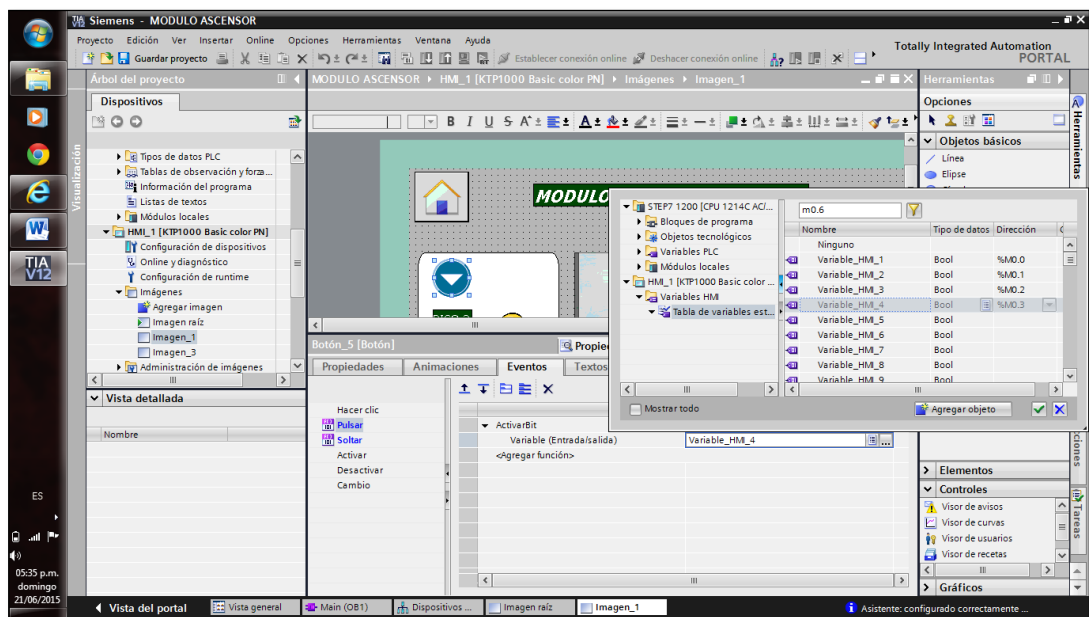 Siemens - MODULO ASCENSOR
Proyecto Edición Ver Insertar Online Opciones Herramientas Ventana Ayuda
Totally Integrated Automation
PORTAL
Guardar proyecto
Establecer conexión online
Deshacer conexión online
Árbol del proyecto
MODULO ASCENSOR HMI_1 [KTP1000 Basic color PN] Imágenes Imagen_1
Herramientas
Dispositivos
Opciones
B I U S A
Visualización
Tipos de datos PLC
Tablas de observación y forza...
Información del programa
Listas de textos
Módulos locales
HMI_1 [KTP1000 Basic color PN]
Configuración de dispositivos
Online y diagnóstico
Configuración de runtime
Imágenes
Agregar imagen
Imagen raíz
Imagen_1
Imagen_3
Administración de imágenes
Vista detallada
Nombre
MODULO
Objetos básicos
Línea
Elipse
Herramientas
STEP7 1200 [CPU 1214C AC/...
Bloques de programa
Objetos tecnológicos
Variables PLC
Módulos locales
HMI_1 [KTP1000 Basic color ...
Variables HMI
Tabla de variables est...
m0.6
Nombre Tipo de datos Dirección
Ninguno
Variable_HMI_1 Bool %M0.0
Variable_HMI_2 Bool %M0.1
Variable_HMI_3 Bool %M0.2
Variable_HMI_4 Bool %M0.3
Variable_HMI_5 Bool
Variable_HMI_6 Bool
Variable_HMI_7 Bool
Variable_HMI_8 Bool
Variable_HMI_9 Bool
Mostrar todo
Agregar objeto
Botón_5 [Botón]
Propie
Propiedades Animaciones Eventos Textos
Hacer clic
Pulsar
Soltar
Activar
Desactivar
Cambio
ActivarBit
Variable (Entrada/salida) Variable_HMI_4
<Agregar función>
Elementos
Controles
Visor de avisos
Visor de curvas
Visor de usuarios
Visor de recetas
Gráficos
Tareas
TIA
V12
ES
05:35 p.m.
domingo
21/06/2015
Vista del portal
Vista general
Main (OB1)
Dispositivos ...
Imagen raíz
Imagen_1
Asistente: configurado correctamente ...